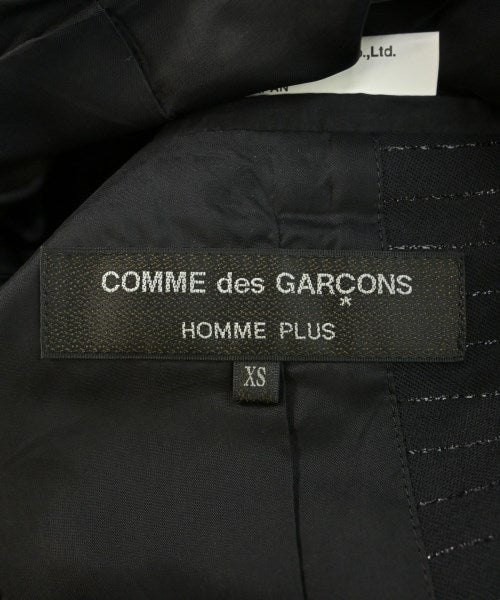 Ltd.
COMME des GARÇONS
HOMME PLUS
XS